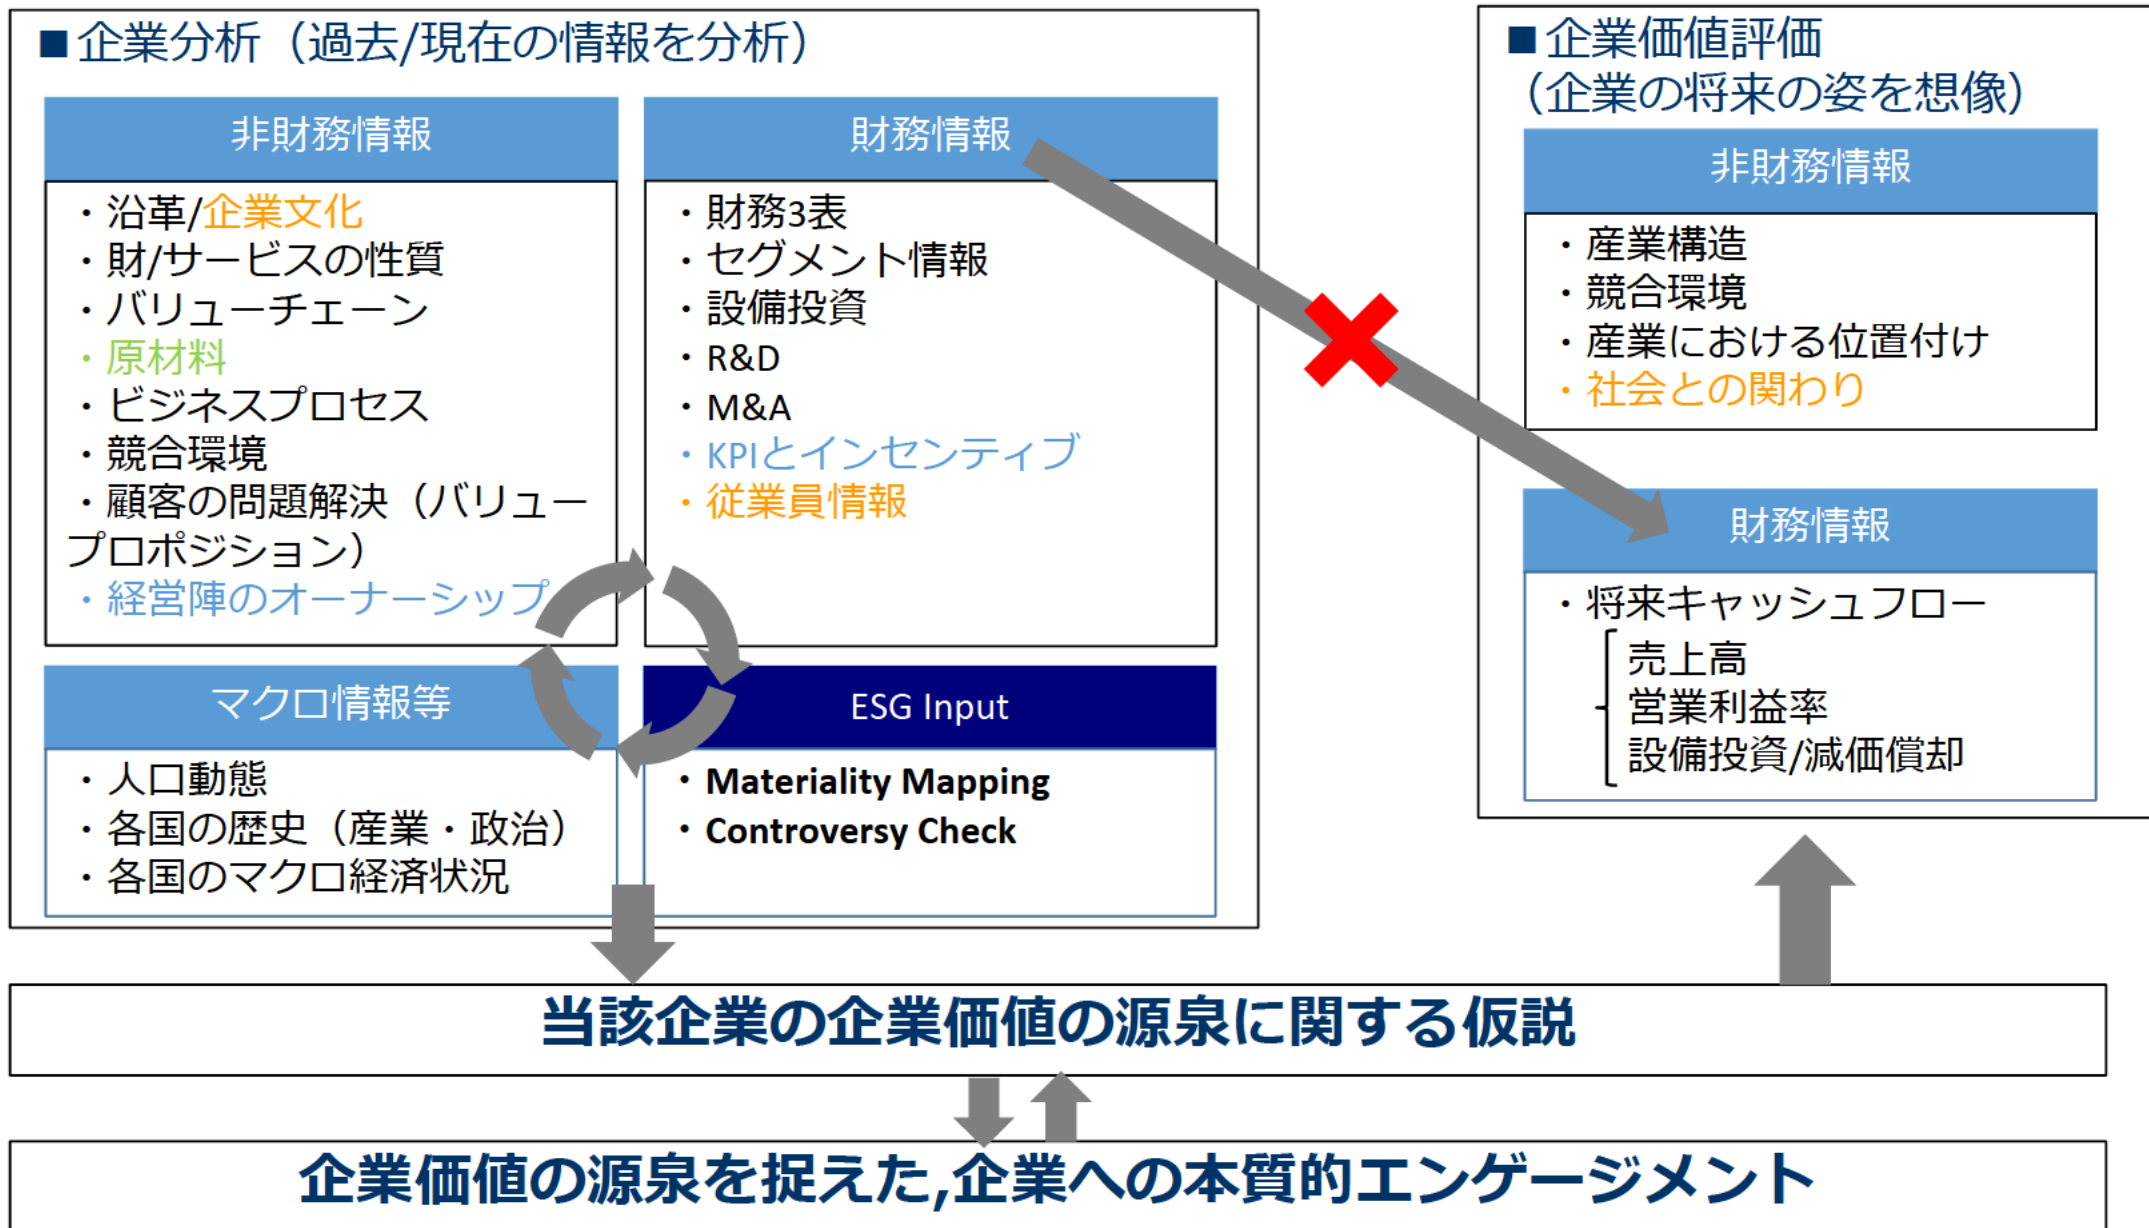 ■企業分析（過去/現在の情報を分析）
非財務情報
・沿革/企業文化
・財/サービスの性質
・バリューチェーン
・原材料
・ビジネスプロセス
・競合環境
・顧客の問題解決（バリュー
プロポジション）
・経営陣のオーナーシップ
財務情報
・財務3表
・セグメント情報
・設備投資
・R&D
・M&A
・KPIとインセンティブ
・従業員情報
マクロ情報等
・人口動態
・各国の歴史（産業・政治）
・各国のマクロ経済状況
ESG Input
・Materiality Mapping
・Controversy Check
■企業価値評価
（企業の将来の姿を想像）
非財務情報
・産業構造
・競合環境
・産業における位置付け
・社会との関わり
財務情報
・将来キャッシュフロー
売上高
営業利益率
設備投資/減価償却
当該企業の企業価値の源泉に関する仮説
企業価値の源泉を捉えた,企業への本質的エンゲージメント